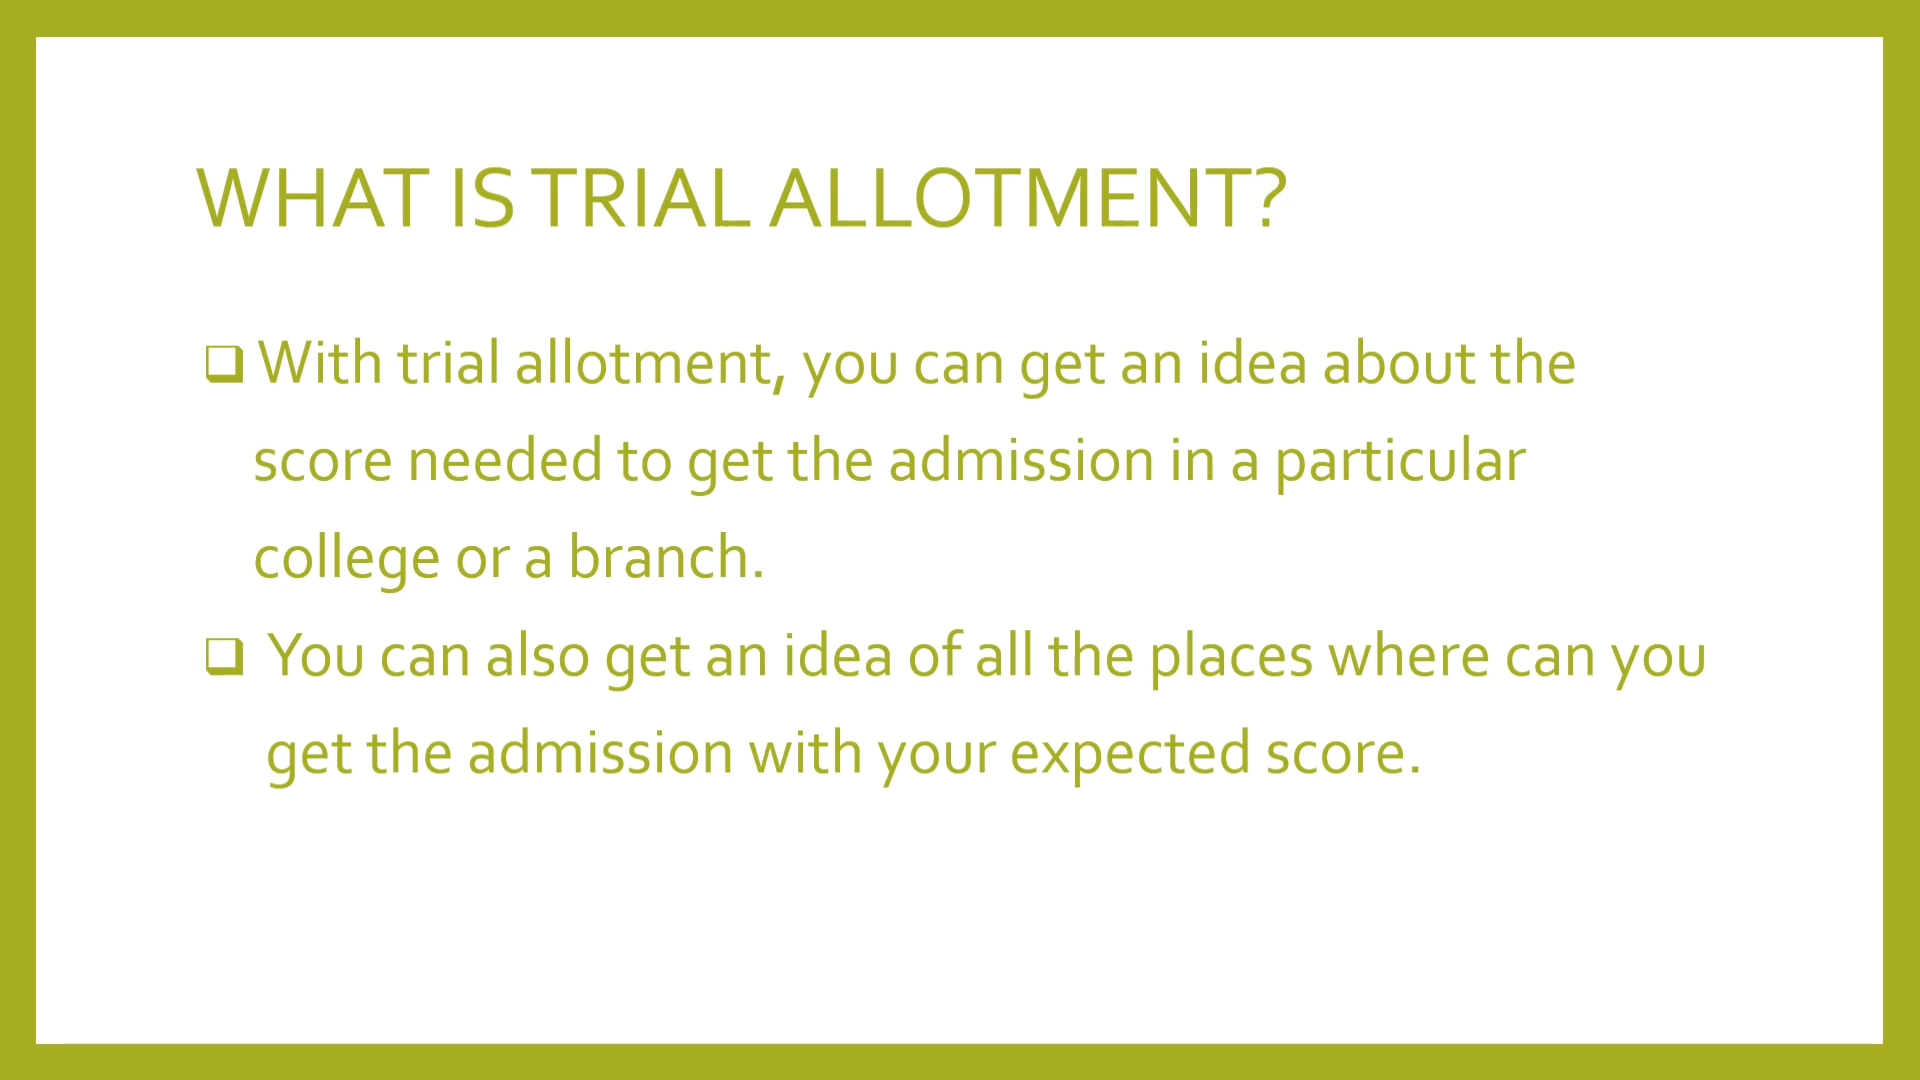 WHAT IS TRIAL ALLOTMENT?
❑ With trial allotment, you can get an idea about the
score needed to get the admission in a particular
college or a branch.
❑ You can also get an idea of all the places where can you
get the admission with your expected score.